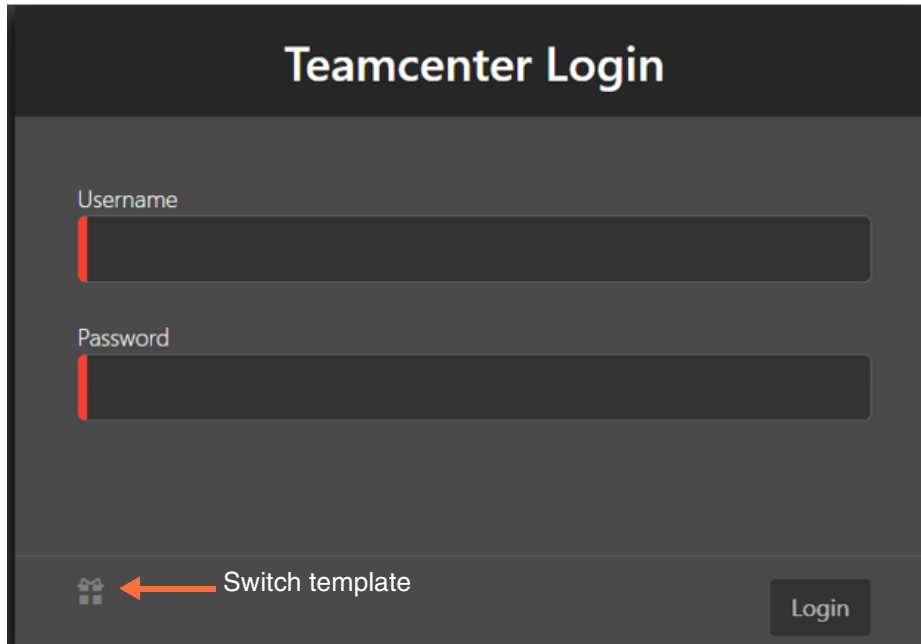 Teamcenter Login
Username
Password
Switch template
Login